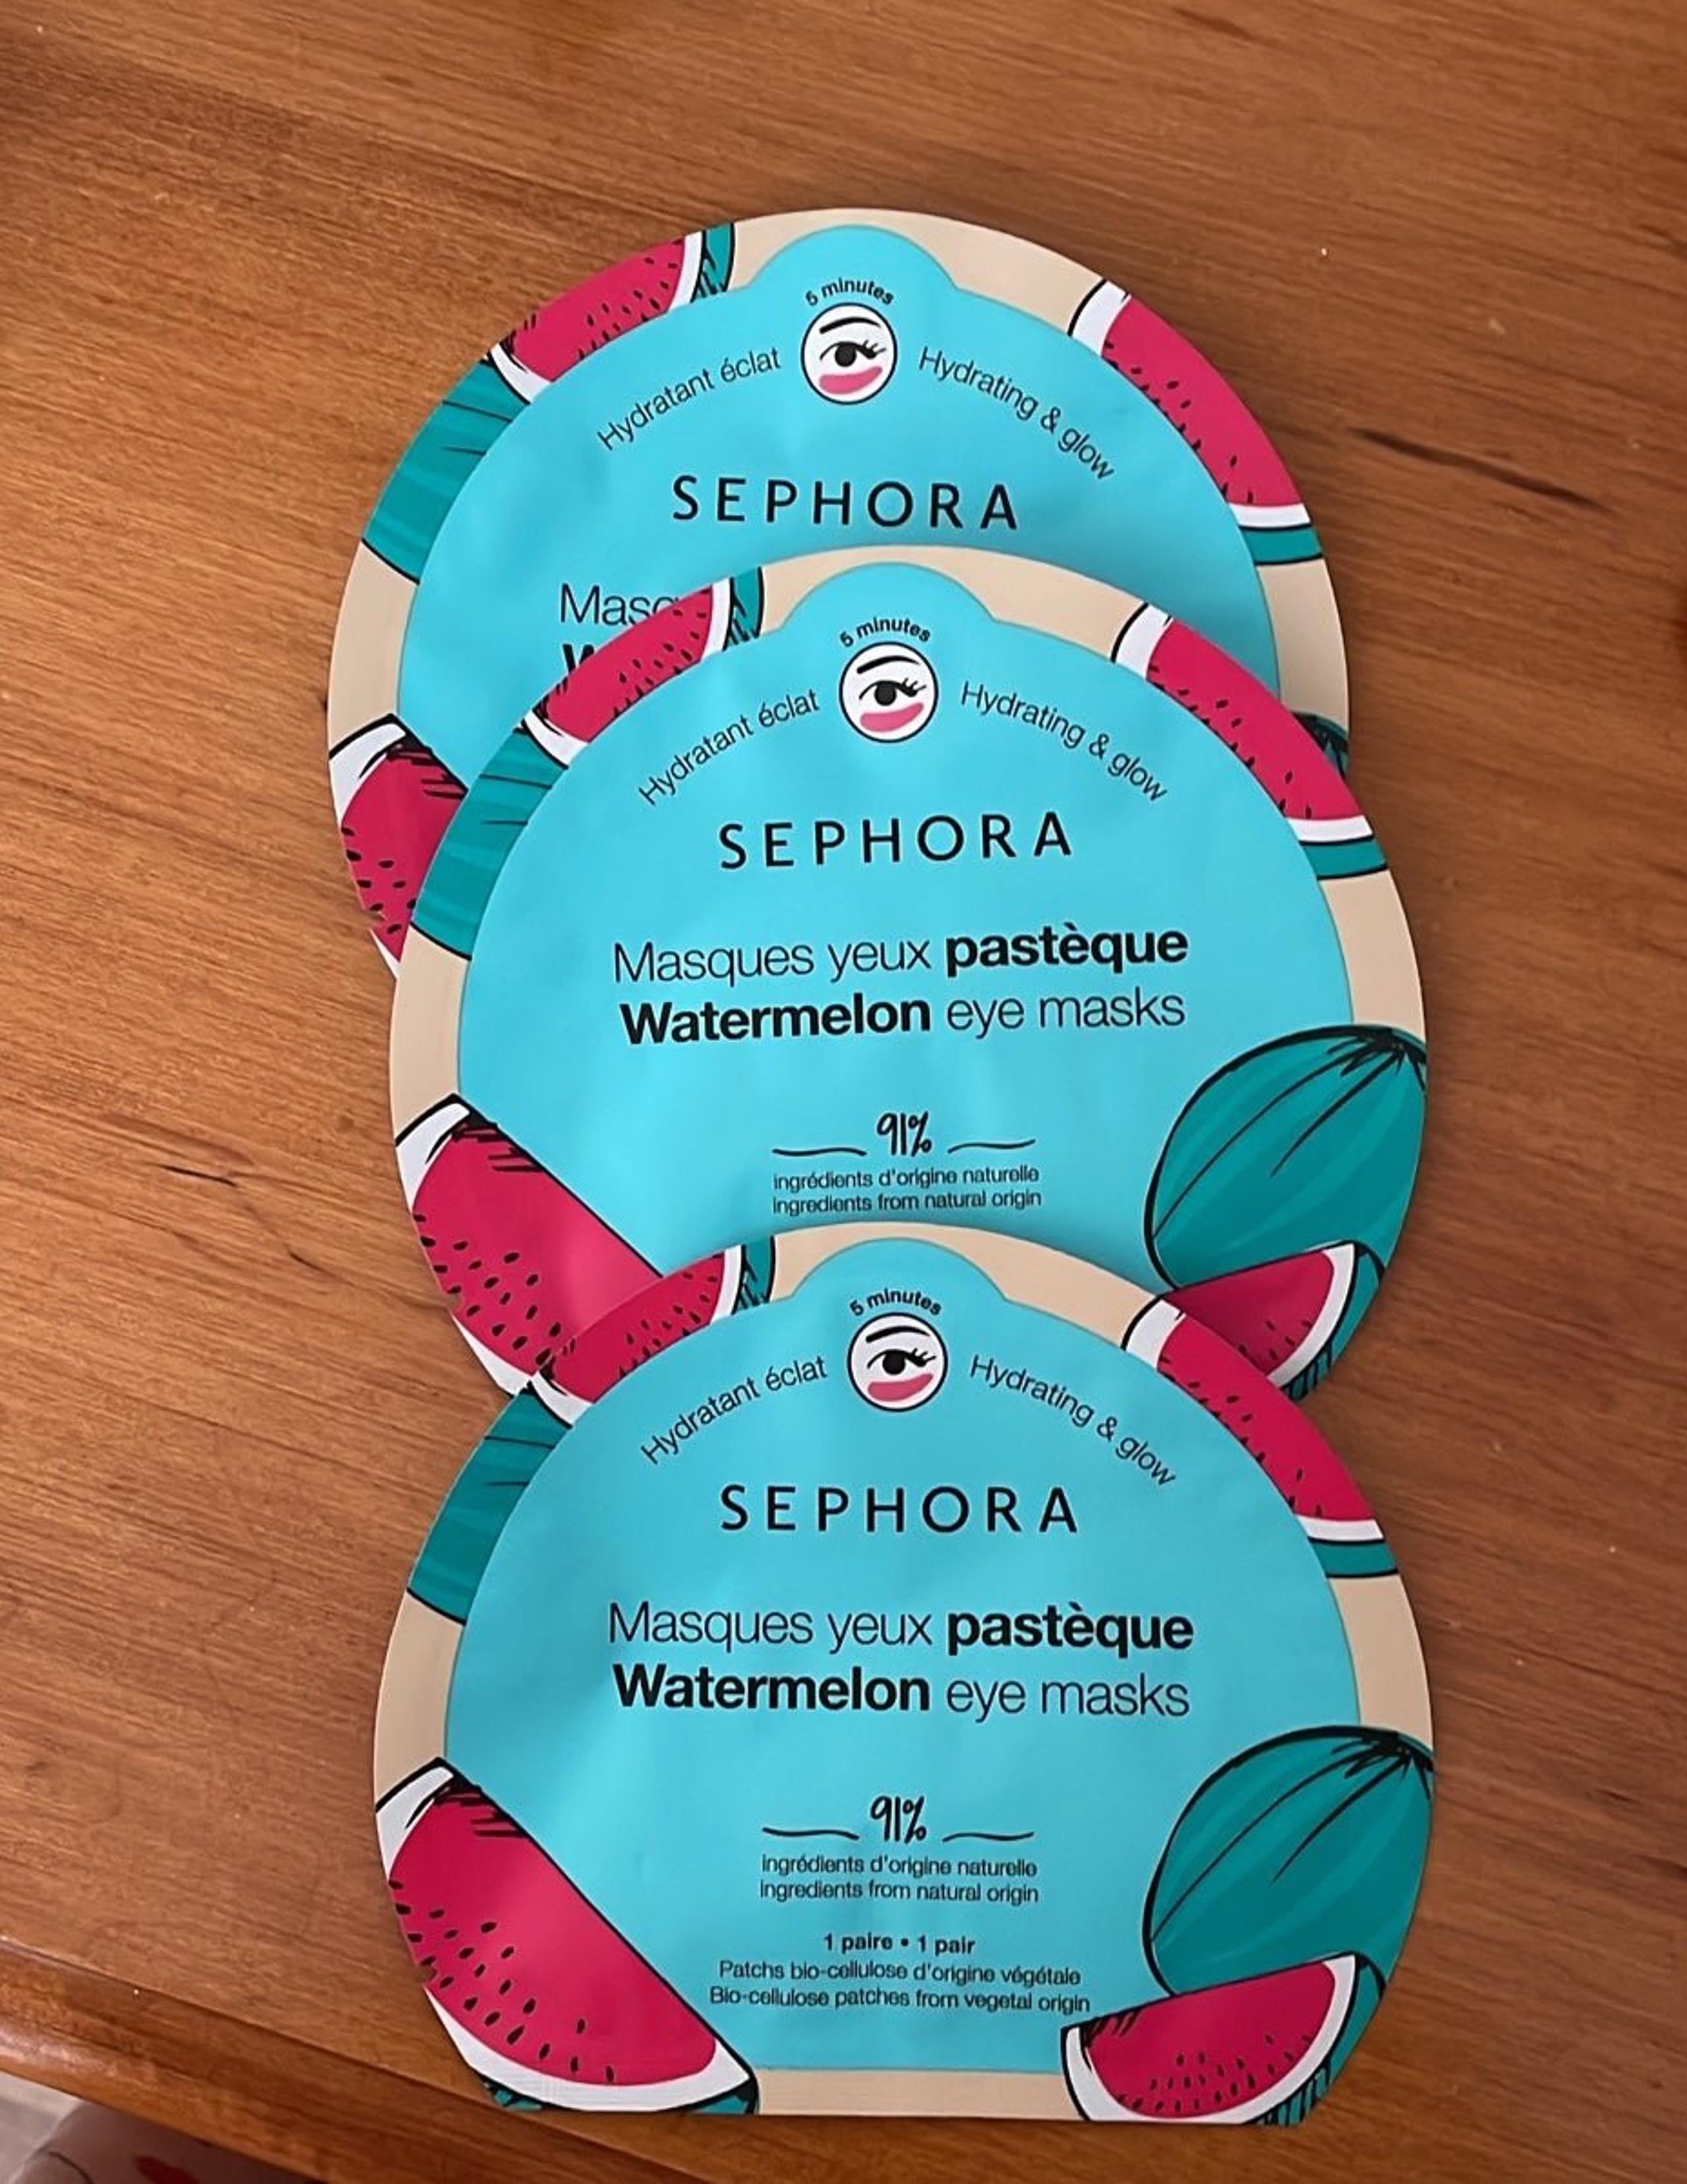 5 minutes
Hydratant éclat
Hydrating & glow
SEPHORA
5 minutes
Hydratant éclat
Hydrating & glow
SEPHORA
Masques yeux pastèque
Watermelon eye masks
91%
ingrédients d'origine naturelle
ingredients from natural origin
5 minutes
Hydratant éclat
Hydrating & glow
SEPHORA
Masques yeux pastèque
Watermelon eye masks
91%
ingrédients d'origine naturelle
ingredients from natural origin
1 paire • 1 pair
Patchs bio-cellulose d'origine végétale
Bio-cellulose patches from vegetal origin